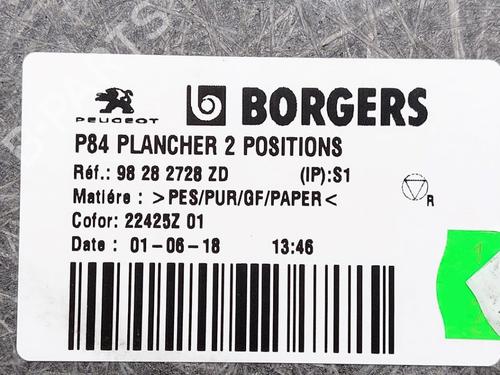 PEUGEOT
BORGERS
P84 PLANCHER 2 POSITIONS
Réf.: 98 28 2728 ZD (IP):S1
Matiére : >PES/PUR/GF/PAPER<
R
Cofor: 22425Z 01
Date : 01-06-18 13:46